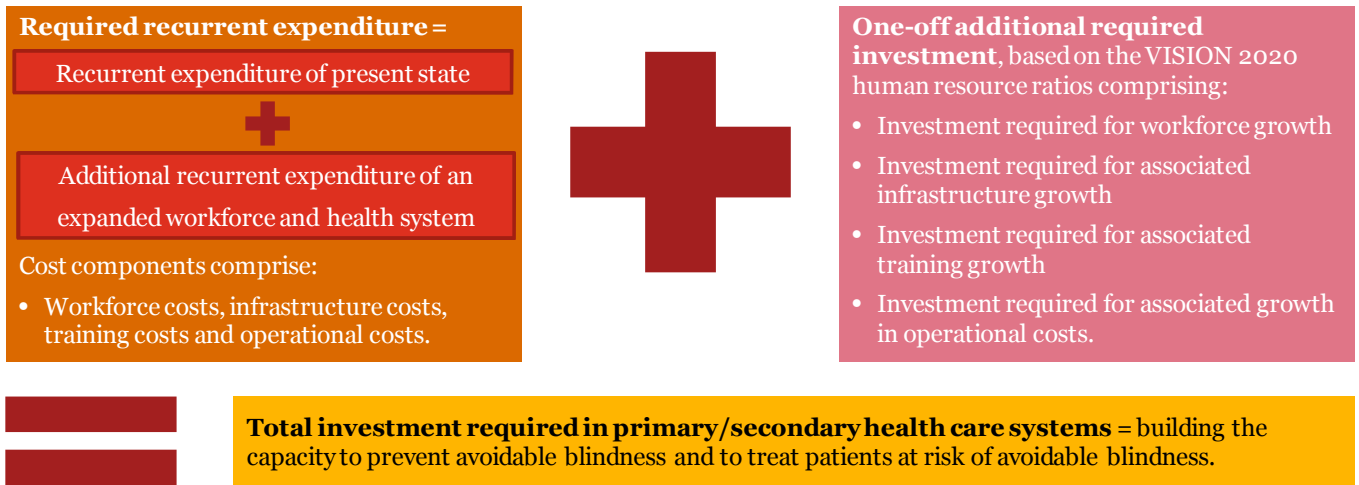 Required recurrent expenditure =
Recurrent expenditure of present state
Additional recurrent expenditure of an
expanded workforce and health system
Cost components comprise:
• Workforce costs, infrastructure costs,
training costs and operational costs.
One-off additional required
investment, based on the VISION 2020
human resource ratios comprising:
• Investment required for workforce growth
• Investment required for associated
infrastructure growth
• Investment required for associated
training growth
• Investment required for associated growth
in operational costs.
Total investment required in primary/secondary health care systems = building the
capacity to prevent avoidable blindness and to treat patients at risk of avoidable blindness.